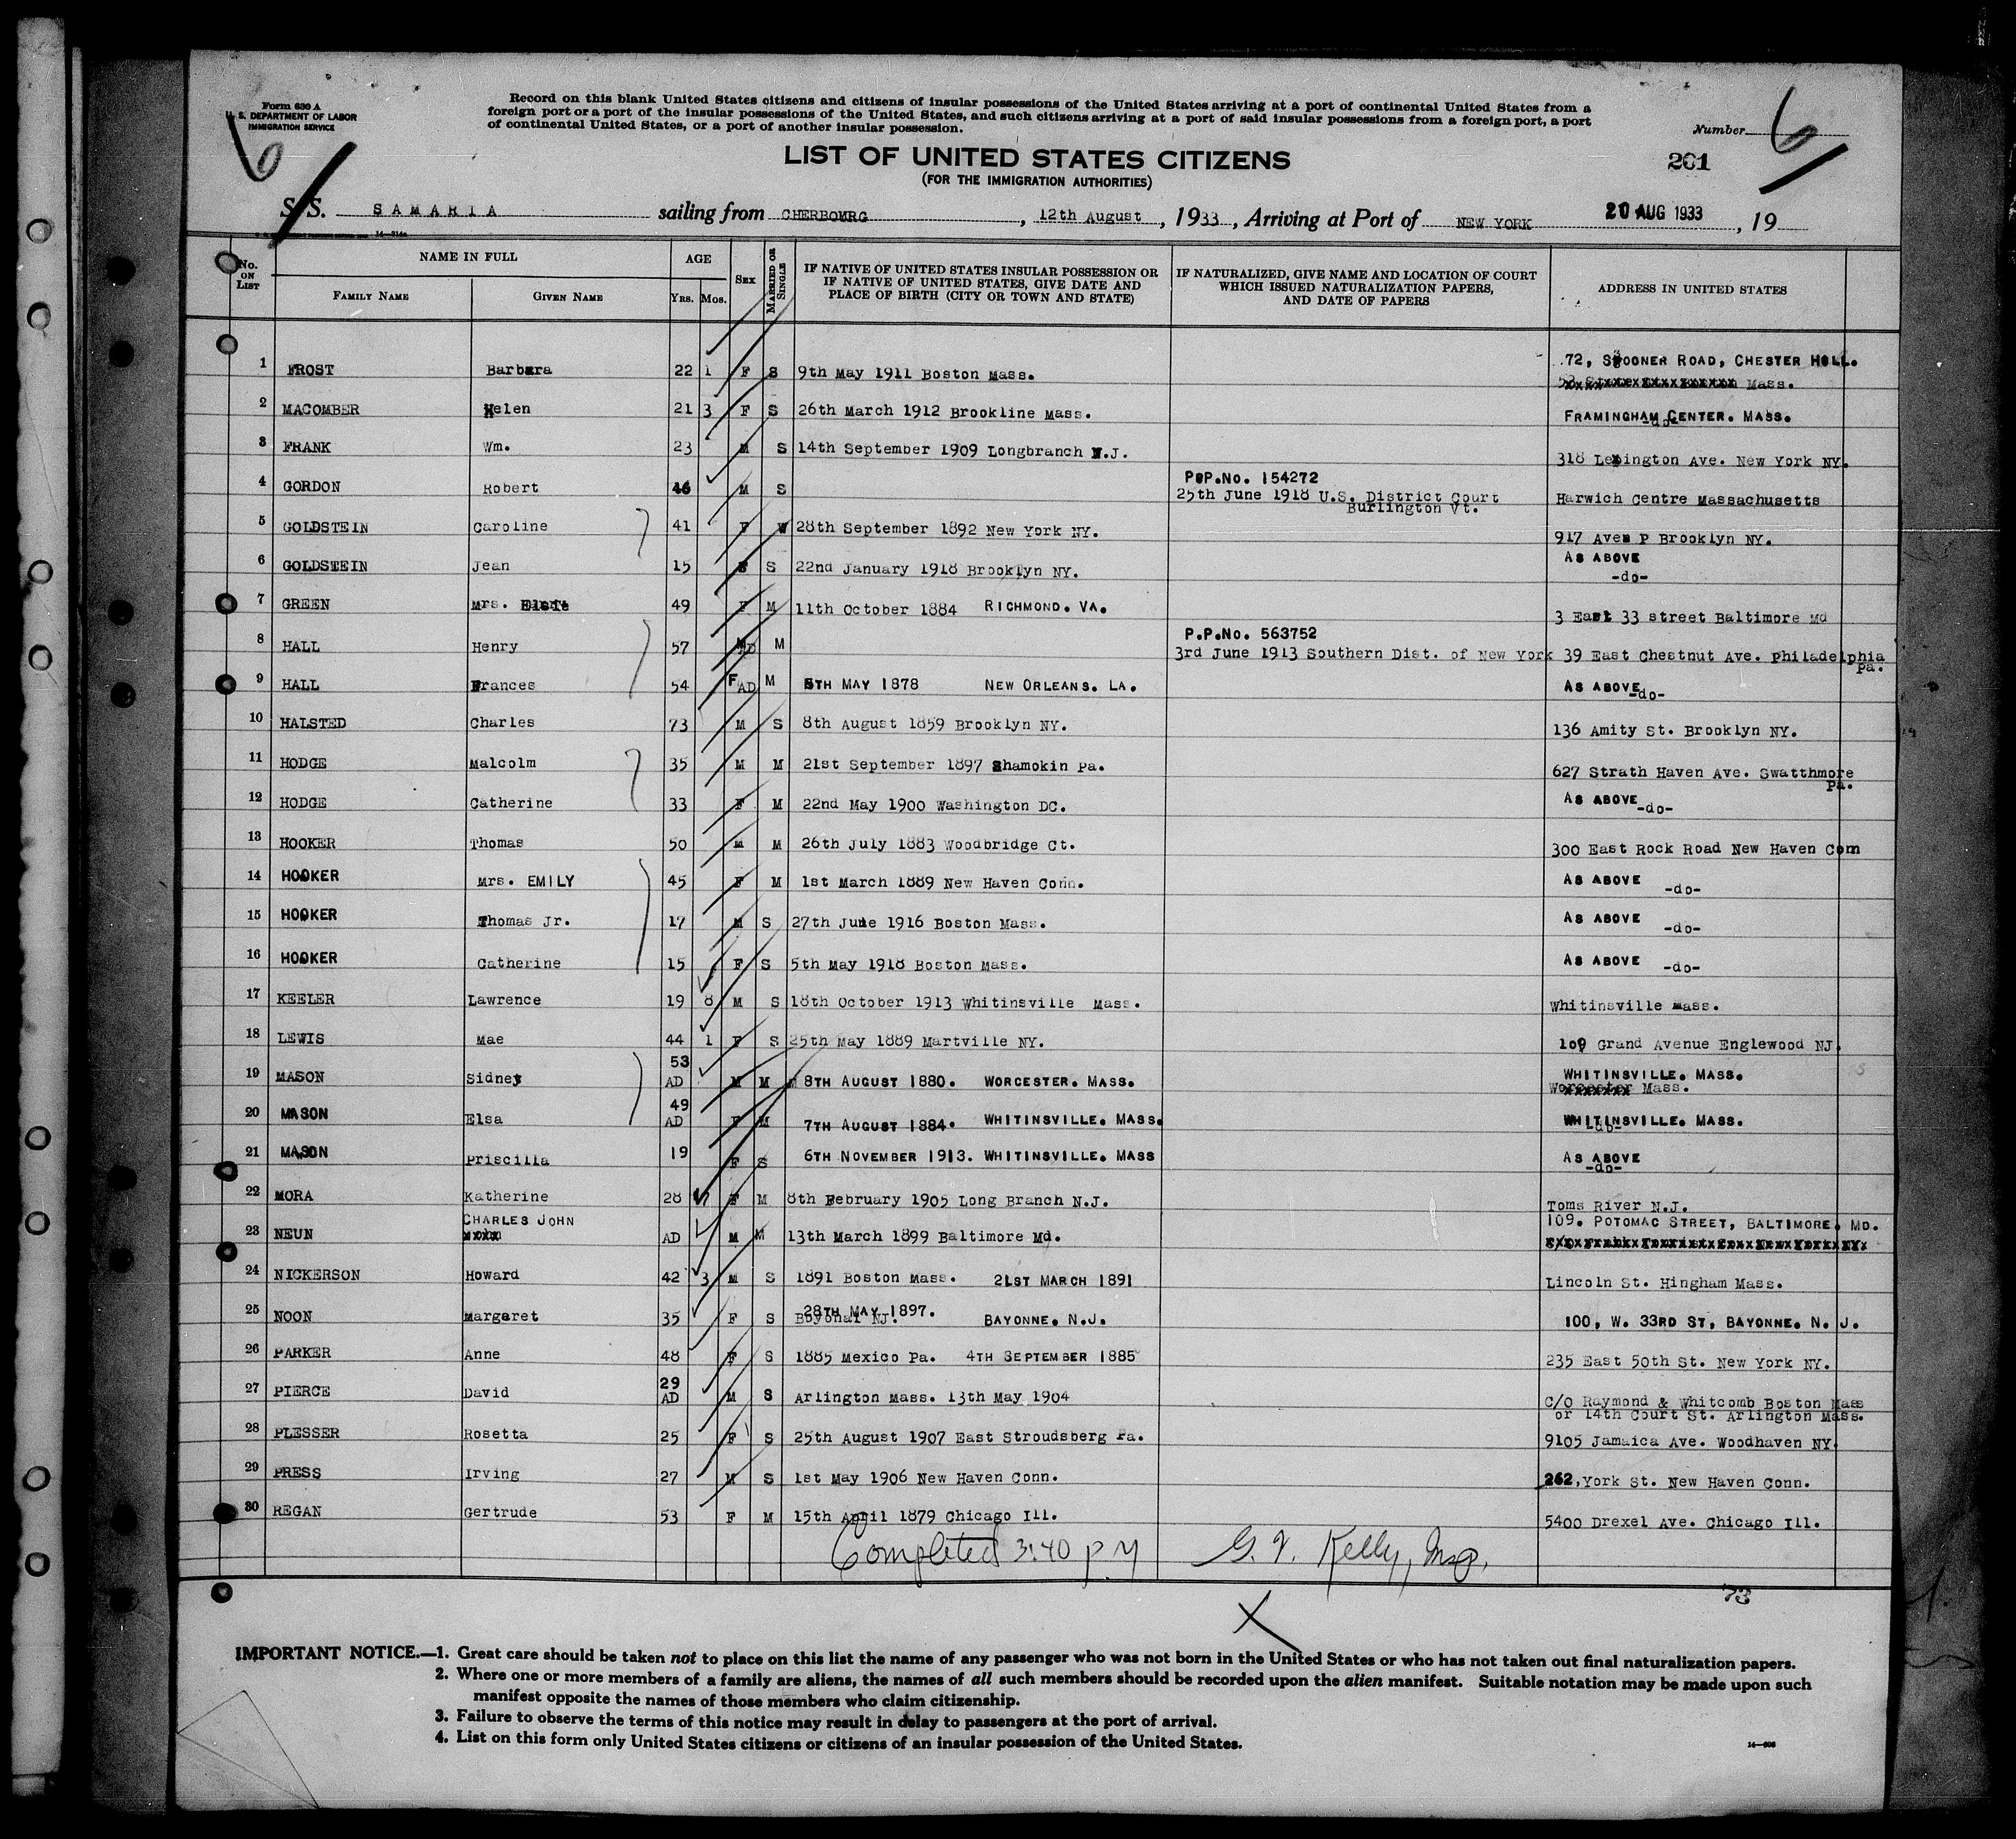 Form 630 A
U. S. DEPARTMENT OF LABOR
IMMIGRATION SERVICE
Record on this blank United States citizens and citizens of insular possessions of the United States arriving at a port of continental United States from a
foreign port or a port of the insular possessions of the United States, and such citizens arriving at a port of said insular possessions from a foreign port, a port
of continental United States, or a port of another insular possession.
Number 6
6
LIST OF UNITED STATES CITIZENS
(FOR THE IMMIGRATION AUTHORITIES)
201
S. S. SAMARIA sailing from CHERBOURG, 12th August, 1933, Arriving at Port of NEW YORK 20 AUG 1933, 19
No. ON LIST NAME IN FULL AGE SEX MARRIED OR SINGLE IF NATIVE OF UNITED STATES INSULAR POSSESSION OR IF NATIVE OF UNITED STATES, GIVE DATE AND PLACE OF BIRTH (CITY OR TOWN AND STATE) IF NATURALIZED, GIVE NAME AND LOCATION OF COURT WHICH ISSUED NATURALIZATION PAPERS, AND DATE OF PAPERS ADDRESS IN UNITED STATES
FAMILY NAME GIVEN NAME YRS. MOS.
1 FROST Barbara 22 1 F S 9th May 1911 Boston Mass. 72, SPOONER ROAD, CHESTER HILL.
Mass.
2 MACOMBER Helen 21 3 F S 26th March 1912 Brookline Mass. FRAMINGHAM CENTER. MASS.
-do-
3 FRANK Wm. 23 M S 14th September 1909 Longbranch N.J. 318 Lexington Ave. New York NY.
4 GORDON Robert 46 M S P.P.No. 154272
25th June 1918 U.S. District Court Burlington Vt. Harwich Centre Massachusetts
5 GOLDSTEIN Caroline 41 F W 28th September 1892 New York NY. 917 Aven P Brooklyn NY.
6 GOLDSTEIN Jean 15 S S 22nd January 1918 Brooklyn NY. AS ABOVE -do-
7 GREEN Mrs. Elsie 49 F M 11th October 1884 RICHMOND. VA. 3 East 33 street Baltimore Md
8 HALL Henry 57 M AD M P.P.No. 563752
3rd June 1913 Southern Dist. of New York 39 East Chestnut Ave. Philadelphia Pa.
9 HALL Frances 54 F AD M 5TH MAY 1878 NEW ORLEANS. LA. AS ABOVE -do-
10 HALSTED Charles 73 M S 8th August 1859 Brooklyn NY. 136 Amity St. Brooklyn NY.
11 HODGE Malcolm 35 M M 21st September 1897 Shamokin Pa. 627 Strath Haven Ave. Swatthmore Pa.
12 HODGE Catherine 33 F M 22nd May 1900 Washington DC. AS ABOVE -do-
13 HOOKER Thomas 50 M M 26th July 1883 Woodbridge Ct. 300 East Rock Road New Haven Conn
14 HOOKER Mrs. EMILY 45 F M 1st March 1889 New Haven Conn. AS ABOVE -do-
15 HOOKER Thomas Jr. 17 M S 27th June 1916 Boston Mass. AS ABOVE -do-
16 HOOKER Catherine 15 F S 5th May 1918 Boston Mass. AS ABOVE -do-
17 KEELER Lawrence 19 8 M S 18th October 1913 Whitinsville Mass. Whitinsville Mass.
18 LEWIS Mae 44 1 F S 25th May 1889 Martville NY. 109 Grand Avenue Englewood NJ.
19 MASON Sidney 53 AD M M 8TH AUGUST 1880. WORCESTER. MASS. WHITINSVILLE. MASS.
Worcester Mass.
20 MASON Elsa 49 AD F M 7TH AUGUST 1884. WHITINSVILLE. MASS. WHITINSVILLE. MASS.
-do-
21 MASON Priscilla 19 F S 6TH NOVEMBER 1913. WHITINSVILLE. MASS AS ABOVE -do-
22 MORA Katherine 28 F M 8th February 1905 Long Branch N.J. Toms River N.J.
23 NEUN CHARLES JOHN AD M M 13th March 1899 Baltimore Md. 109. POTOMAC STREET, BALTIMORE. MD.
24 NICKERSON Howard 42 3 M S 1891 Boston Mass. 21ST MARCH 1891 Lincoln St. Hingham Mass.
25 NOON Margaret 35 F S 28TH MAY 1897. BAYONNE. N.J. 100, W. 33RD ST, BAYONNE. N. J.
26 PARKER Anne 48 F S 1885 Mexico Pa. 4TH SEPTEMBER 1885 235 East 50th St. New York NY.
27 PIERCE David 29 AD M S Arlington Mass. 13th May 1904 C/O Raymond & Whitcomb Boston Mass
or 14th Court St. Arlington Mass.
28 PLESSER Rosetta 25 F S 25th August 1907 East Stroudsberg Pa. 9105 Jamaica Ave. Woodhaven NY.
29 PRESS Irving 27 M S 1st May 1906 New Haven Conn. 262, York St. New Haven Conn.
30 REGAN Gertrude 53 F M 15th April 1879 Chicago Ill. 5400 Drexel Ave. Chicago Ill.
Completed 3:40 PM G. V. Kelly, Insp.
73
IMPORTANT NOTICE.—1. Great care should be taken not to place on this list the name of any passenger who was not born in the United States or who has not taken out final naturalization papers.
2. Where one or more members of a family are aliens, the names of all such members should be recorded upon the alien manifest. Suitable notation may be made upon such
manifest opposite the names of those members who claim citizenship.
3. Failure to observe the terms of this notice may result in delay to passengers at the port of arrival.
4. List on this form only United States citizens or citizens of an insular possession of the United States.